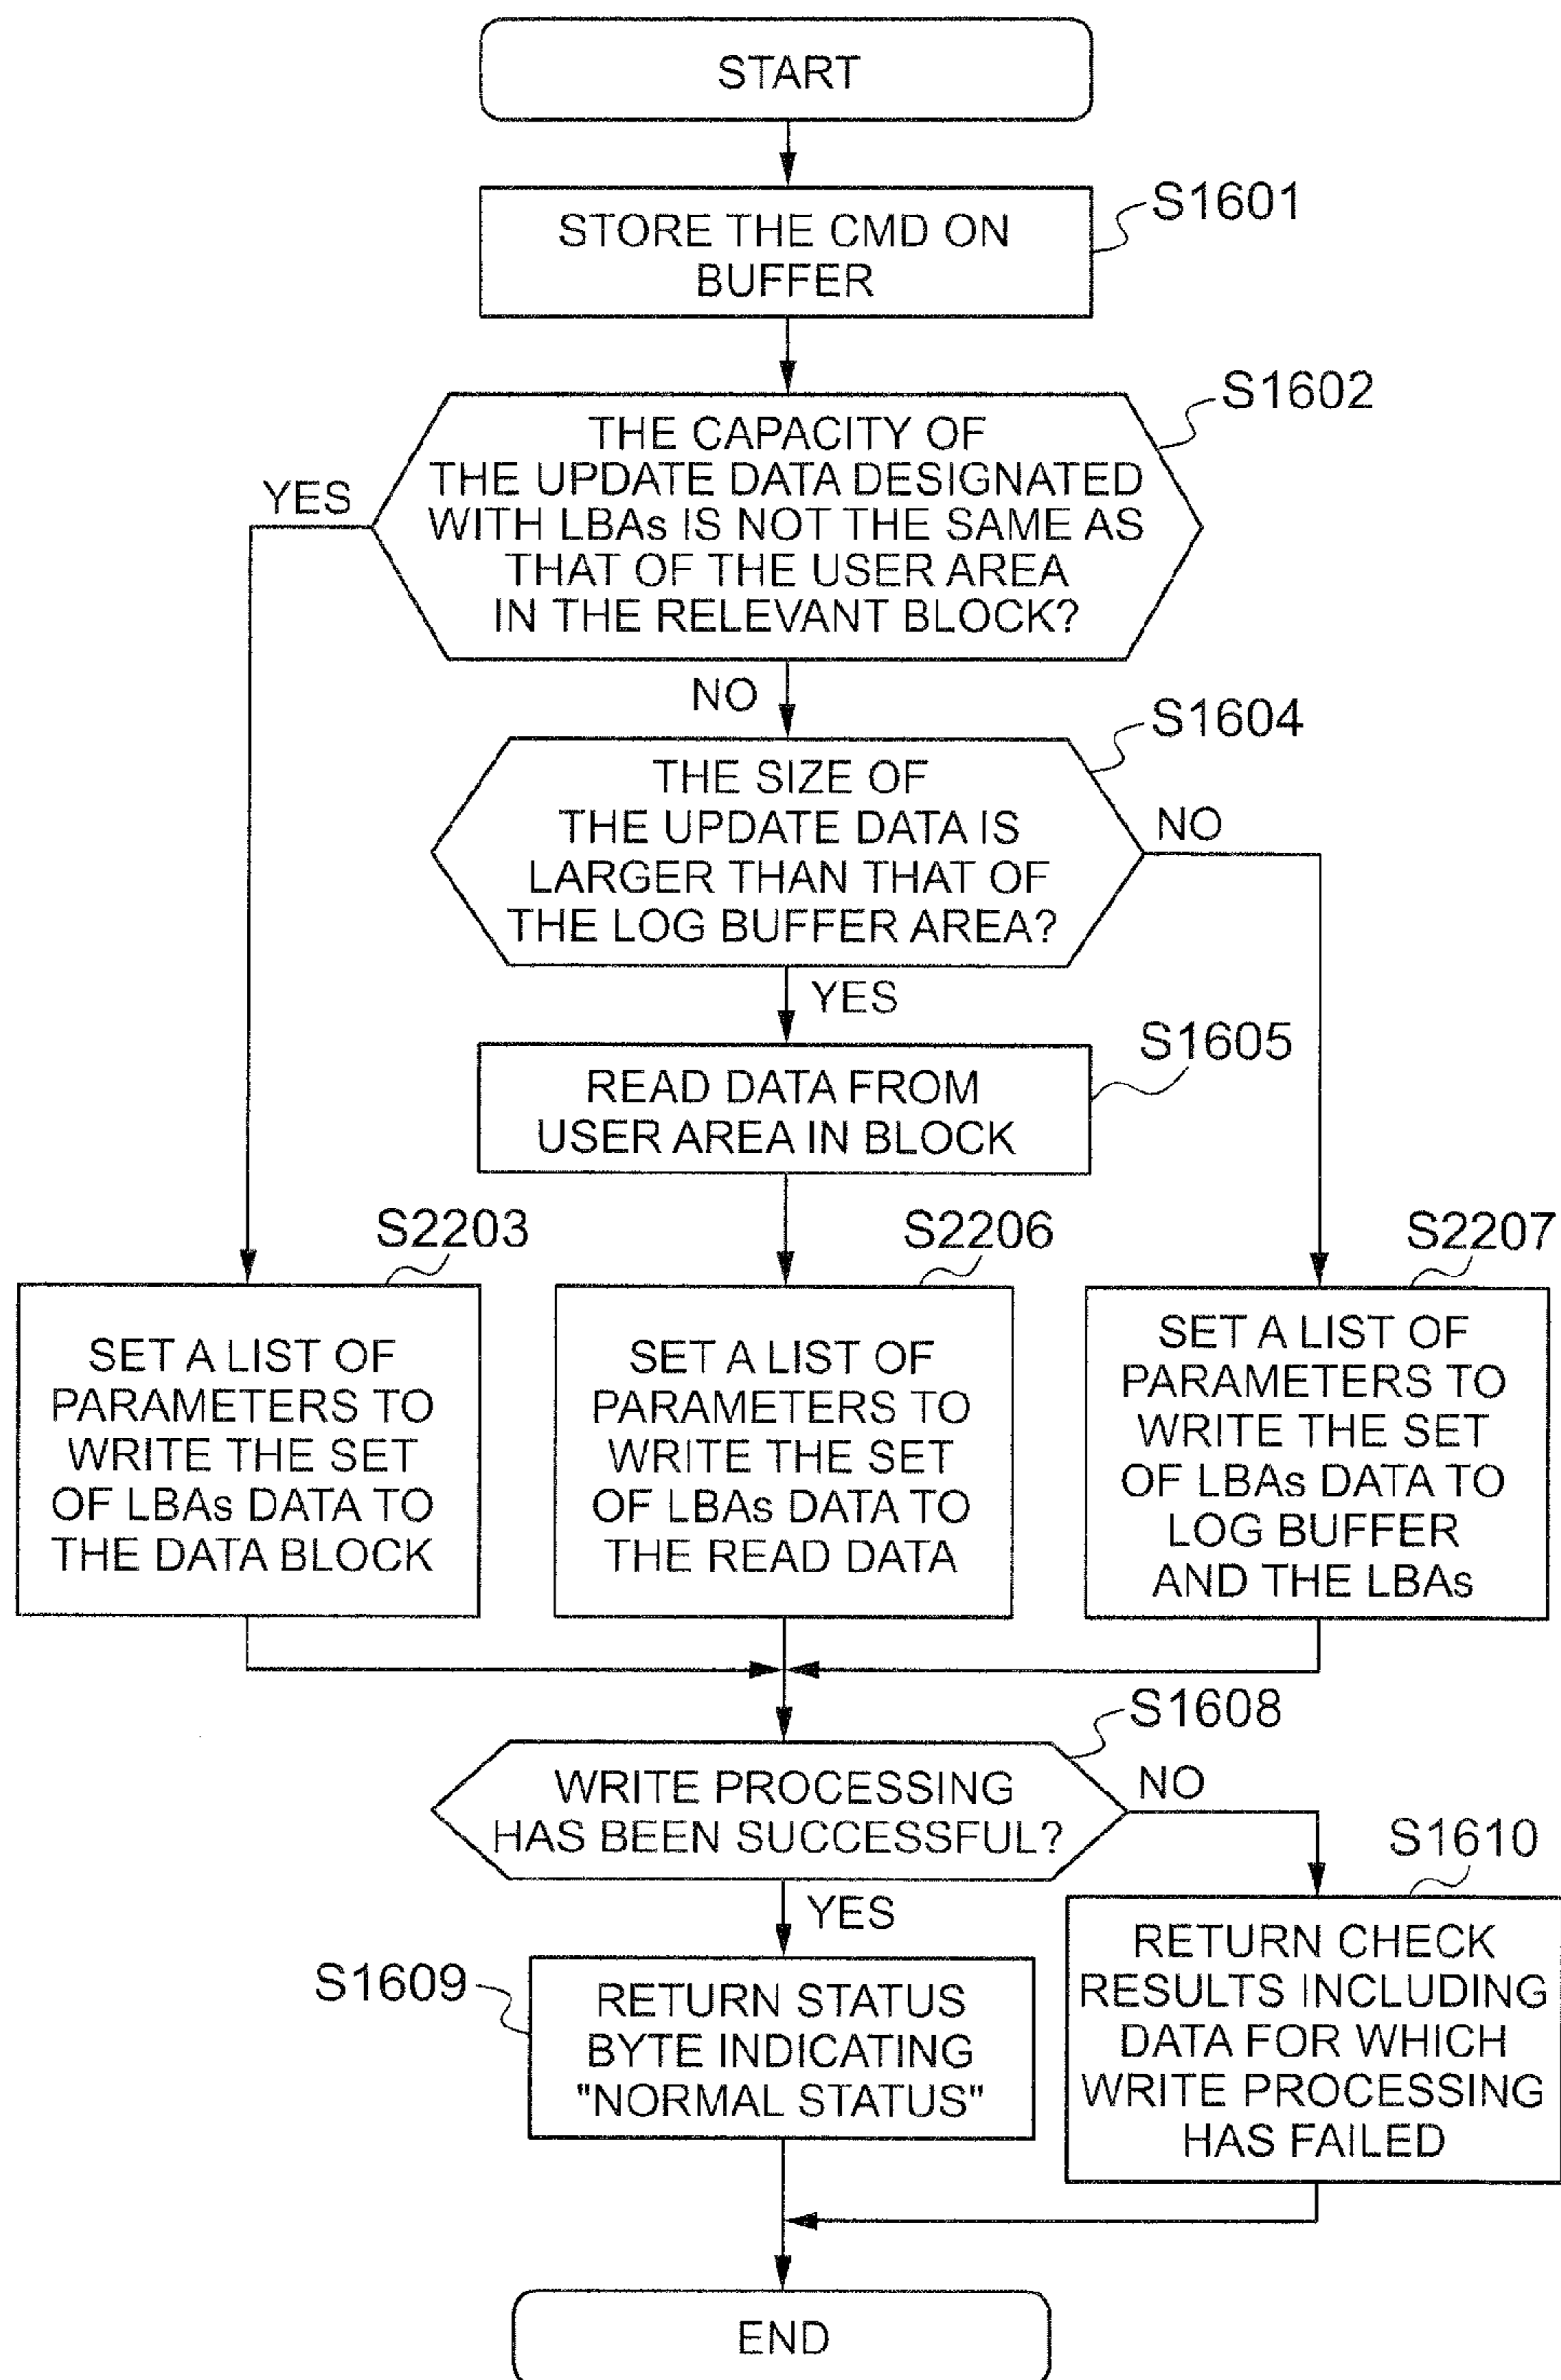 START
S1601
STORE THE CMD ON
BUFFER
S1602
THE CAPACITY OF
THE UPDATE DATA DESIGNATED
WITH LBAs IS NOT THE SAME AS
THAT OF THE USER AREA
IN THE RELEVANT BLOCK?
YES
NO
S1604
THE SIZE OF
THE UPDATE DATA IS
LARGER THAN THAT OF
THE LOG BUFFER AREA?
NO
YES
S1605
READ DATA FROM
USER AREA IN BLOCK
S2203
SET A LIST OF
PARAMETERS TO
WRITE THE SET
OF LBAs DATA TO
THE DATA BLOCK
S2206
SET A LIST OF
PARAMETERS TO
WRITE THE SET
OF LBAs DATA TO
THE READ DATA
S2207
SET A LIST OF
PARAMETERS TO
WRITE THE SET
OF LBAs DATA TO
LOG BUFFER
AND THE LBAs
S1608
WRITE PROCESSING
HAS BEEN SUCCESSFUL?
NO
YES
S1609
RETURN STATUS
BYTE INDICATING
"NORMAL STATUS"
S1610
RETURN CHECK
RESULTS INCLUDING
DATA FOR WHICH
WRITE PROCESSING
HAS FAILED
END